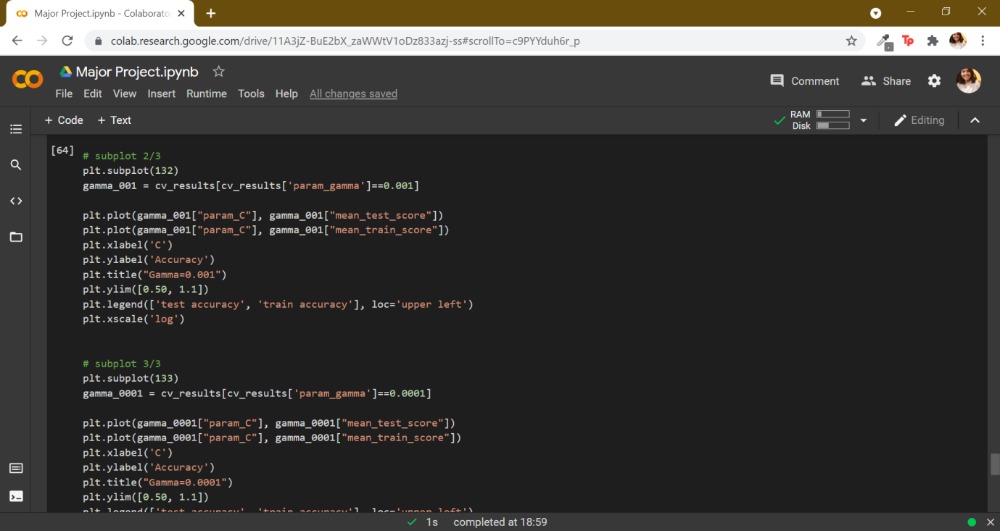 Major Project.ipynb - Colaborato
colab.research.google.com/drive/11A3jZ-BuE2bX_zaWWtV1oDz833azj-ss#scrollTo=c9PYYduh6r_p
Tp
Major Project.ipynb
File Edit View Insert Runtime Tools Help All changes saved
Comment Share
+ Code + Text
RAM
Disk
Editing
[64]
# subplot 2/3
plt.subplot(132)
gamma_001 = cv_results[cv_results['param_gamma']==0.001]
plt.plot(gamma_001["param_C"], gamma_001["mean_test_score"])
plt.plot(gamma_001["param_C"], gamma_001["mean_train_score"])
plt.xlabel('C')
plt.ylabel('Accuracy')
plt.title("Gamma=0.001")
plt.ylim([0.50, 1.1])
plt.legend(['test accuracy', 'train accuracy'], loc='upper left')
plt.xscale('log')
# subplot 3/3
plt.subplot(133)
gamma_0001 = cv_results[cv_results['param_gamma']==0.0001]
plt.plot(gamma_0001["param_C"], gamma_0001["mean_test_score"])
plt.plot(gamma_0001["param_C"], gamma_0001["mean_train_score"])
plt.xlabel('C')
plt.ylabel('Accuracy')
plt.title("Gamma=0.0001")
plt.ylim([0.50, 1.1])
plt.legend(['test accuracy', 'train accuracy'], loc='upper left')
1s completed at 18:59